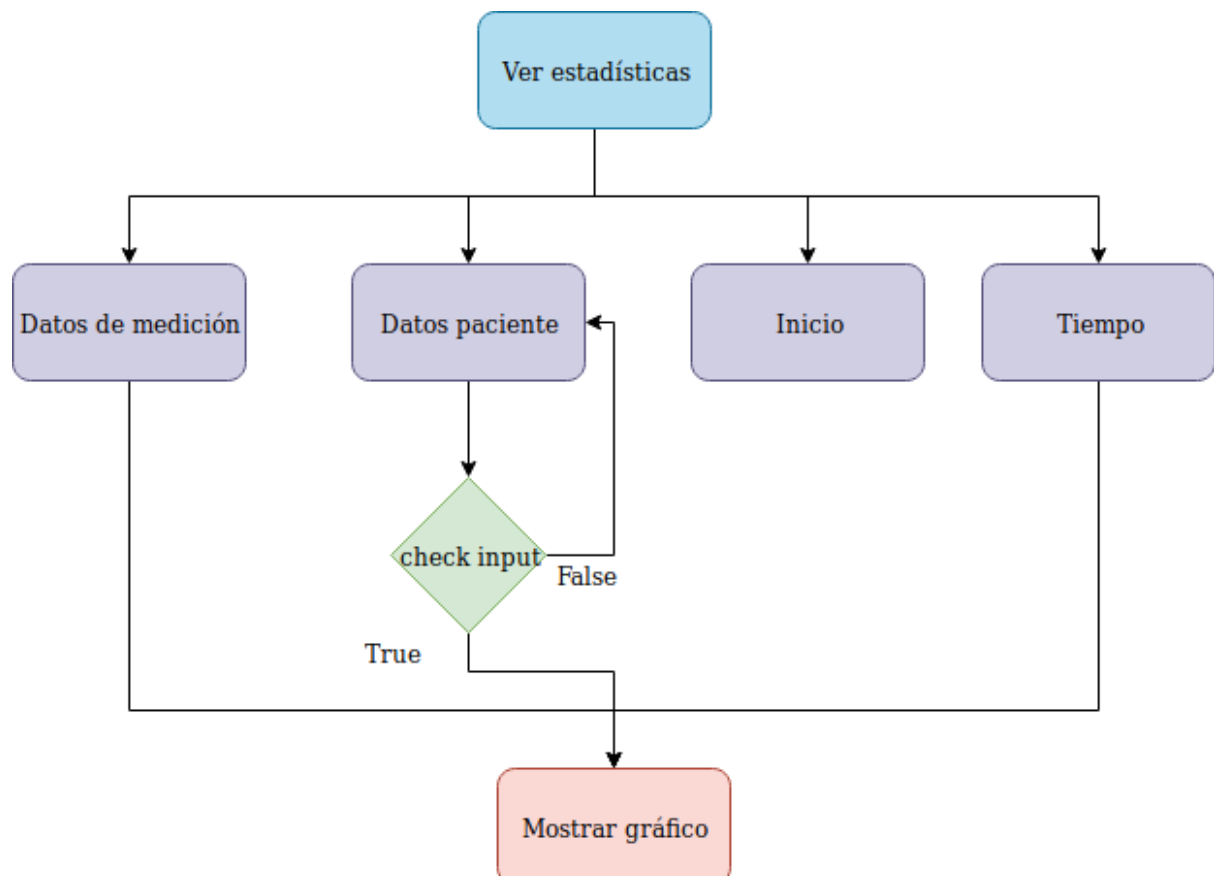 Ver estadísticas
Datos de medición
Datos paciente
Inicio
Tiempo
check input
False
True
Mostrar gráfico